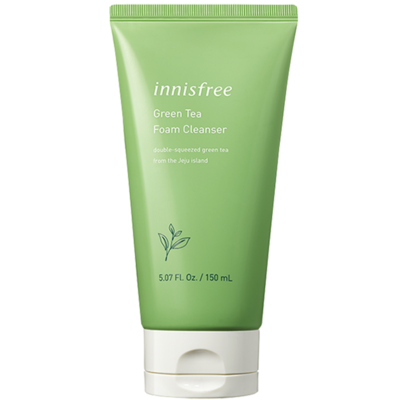 innisfree
Green Tea
Foam Cleanser
double-squeezed green tea
from the Jeju island
5.07 Fl. Oz. / 150 mL